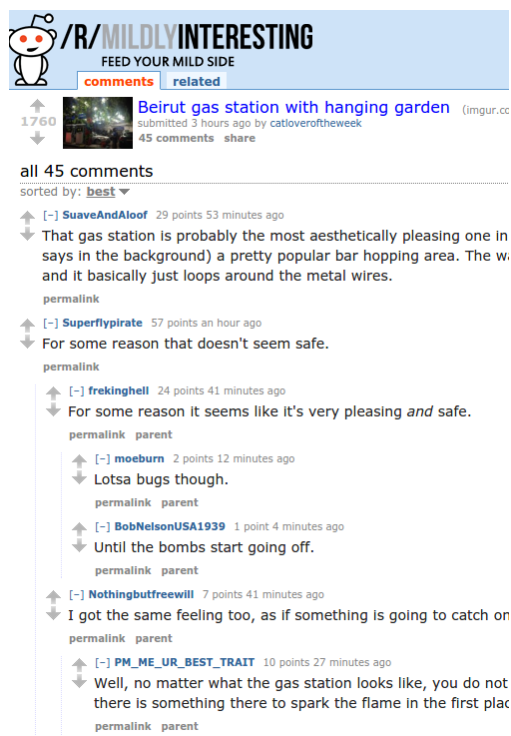 /R/MILDLYINTERESTING
FEED YOUR MILD SIDE
comments related
1760
Beirut gas station with hanging garden (imgur.co
submitted 3 hours ago by catloveroftheweek
45 comments share
all 45 comments
sorted by: best
[–] SuaveAndAloof 29 points 53 minutes ago
That gas station is probably the most aesthetically pleasing one in
says in the background) a pretty popular bar hopping area. The wa
and it basically just loops around the metal wires.
permalink
[–] Superflypirate 57 points an hour ago
For some reason that doesn't seem safe.
permalink
[–] frekinghell 24 points 41 minutes ago
For some reason it seems like it's very pleasing and safe.
permalink parent
[–] moeburn 2 points 12 minutes ago
Lotsa bugs though.
permalink parent
[–] BobNelsonUSA1939 1 point 4 minutes ago
Until the bombs start going off.
permalink parent
[–] Nothingbutfreewill 7 points 41 minutes ago
I got the same feeling too, as if something is going to catch on
permalink parent
[–] PM_ME_UR_BEST_TRAIT 10 points 27 minutes ago
Well, no matter what the gas station looks like, you do not
there is something there to spark the flame in the first plac
permalink parent